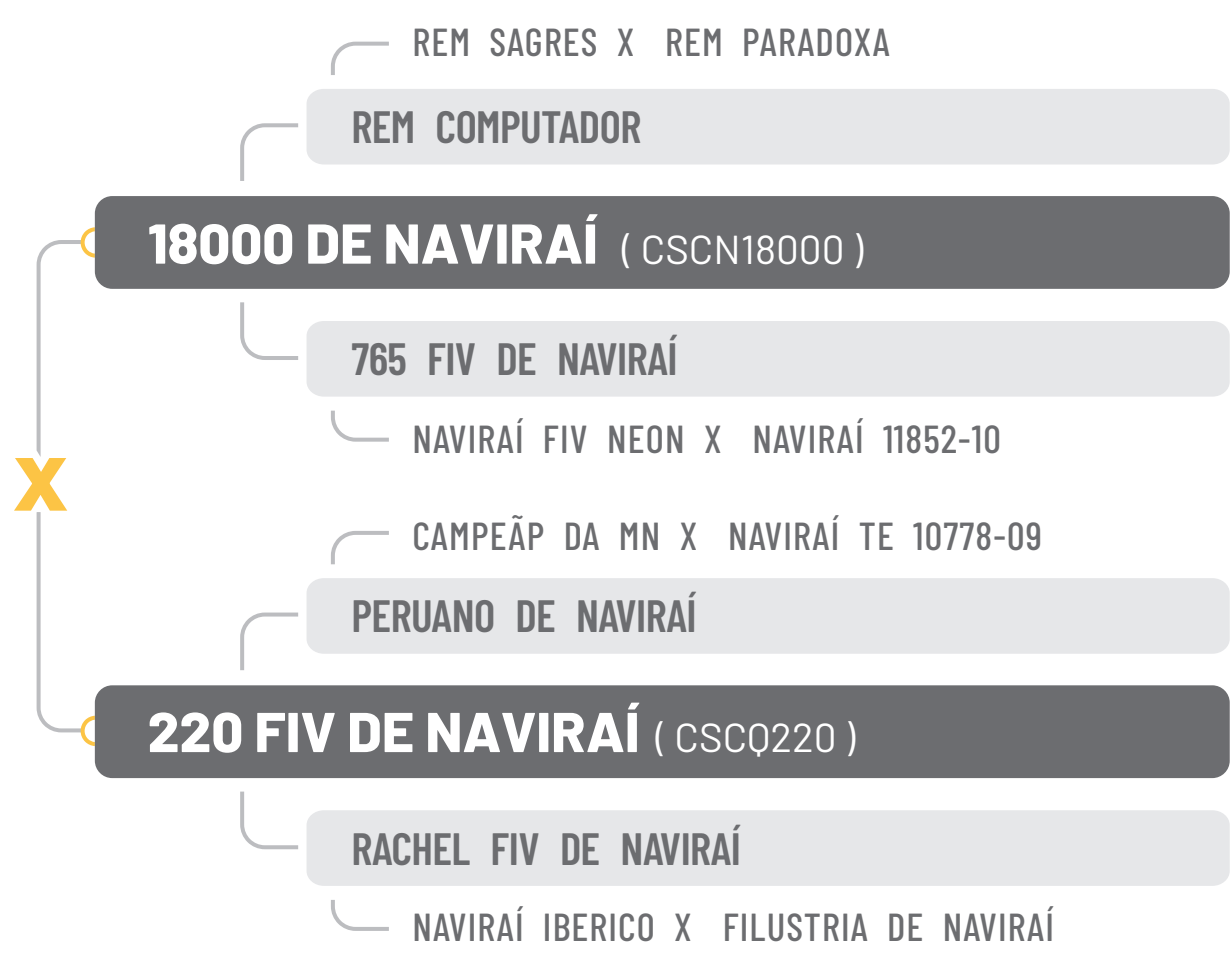 REM SAGRES X REM PARADOXA
REM COMPUTADOR
18000 DE NAVIRAÍ ( CSCN18000 )
765 FIV DE NAVIRAÍ
NAVIRAÍ FIV NEON X NAVIRAÍ 11852-10
X
CAMPEÃP DA MN X NAVIRAÍ TE 10778-09
PERUANO DE NAVIRAÍ
220 FIV DE NAVIRAÍ ( CSCQ220 )
RACHEL FIV DE NAVIRAÍ
NAVIRAÍ IBERICO X FILUSTRIA DE NAVIRAÍ